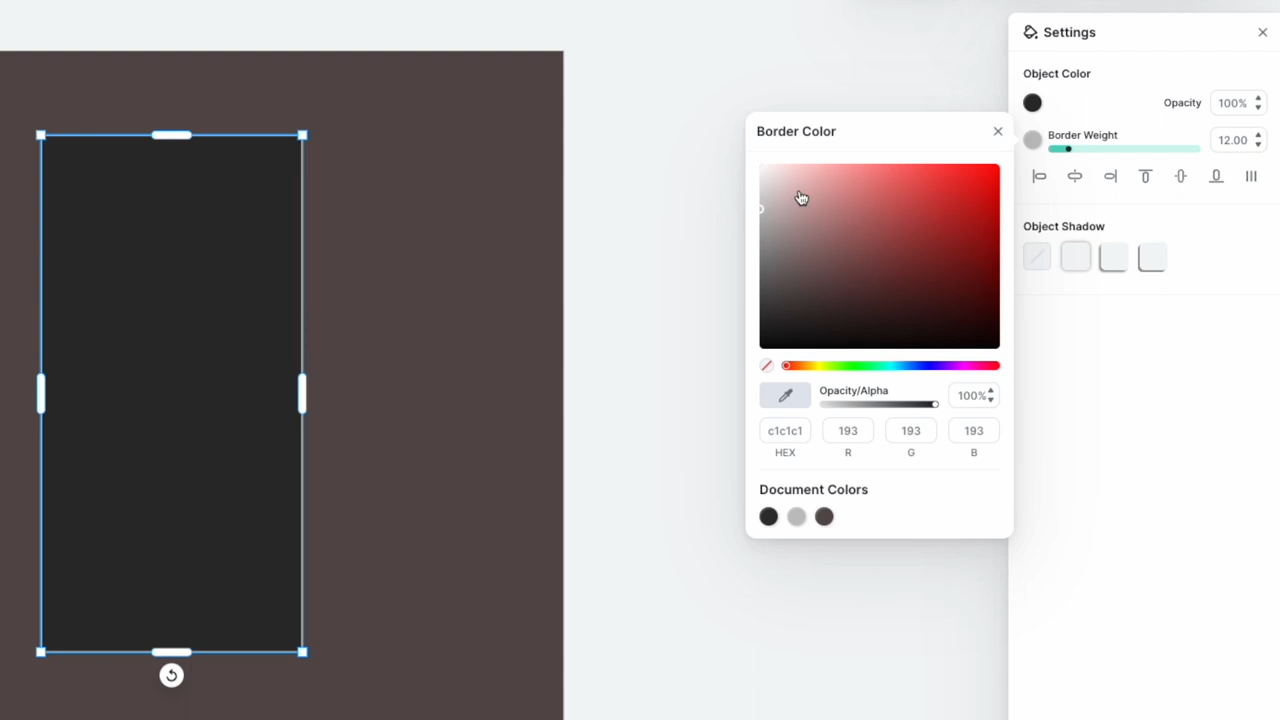 Settings
Object Color
Opacity 100%
Border Weight 12.00
Object Shadow
Border Color
Opacity/Alpha 100%
c1c1c1 193 193 193
HEX R G B
Document Colors